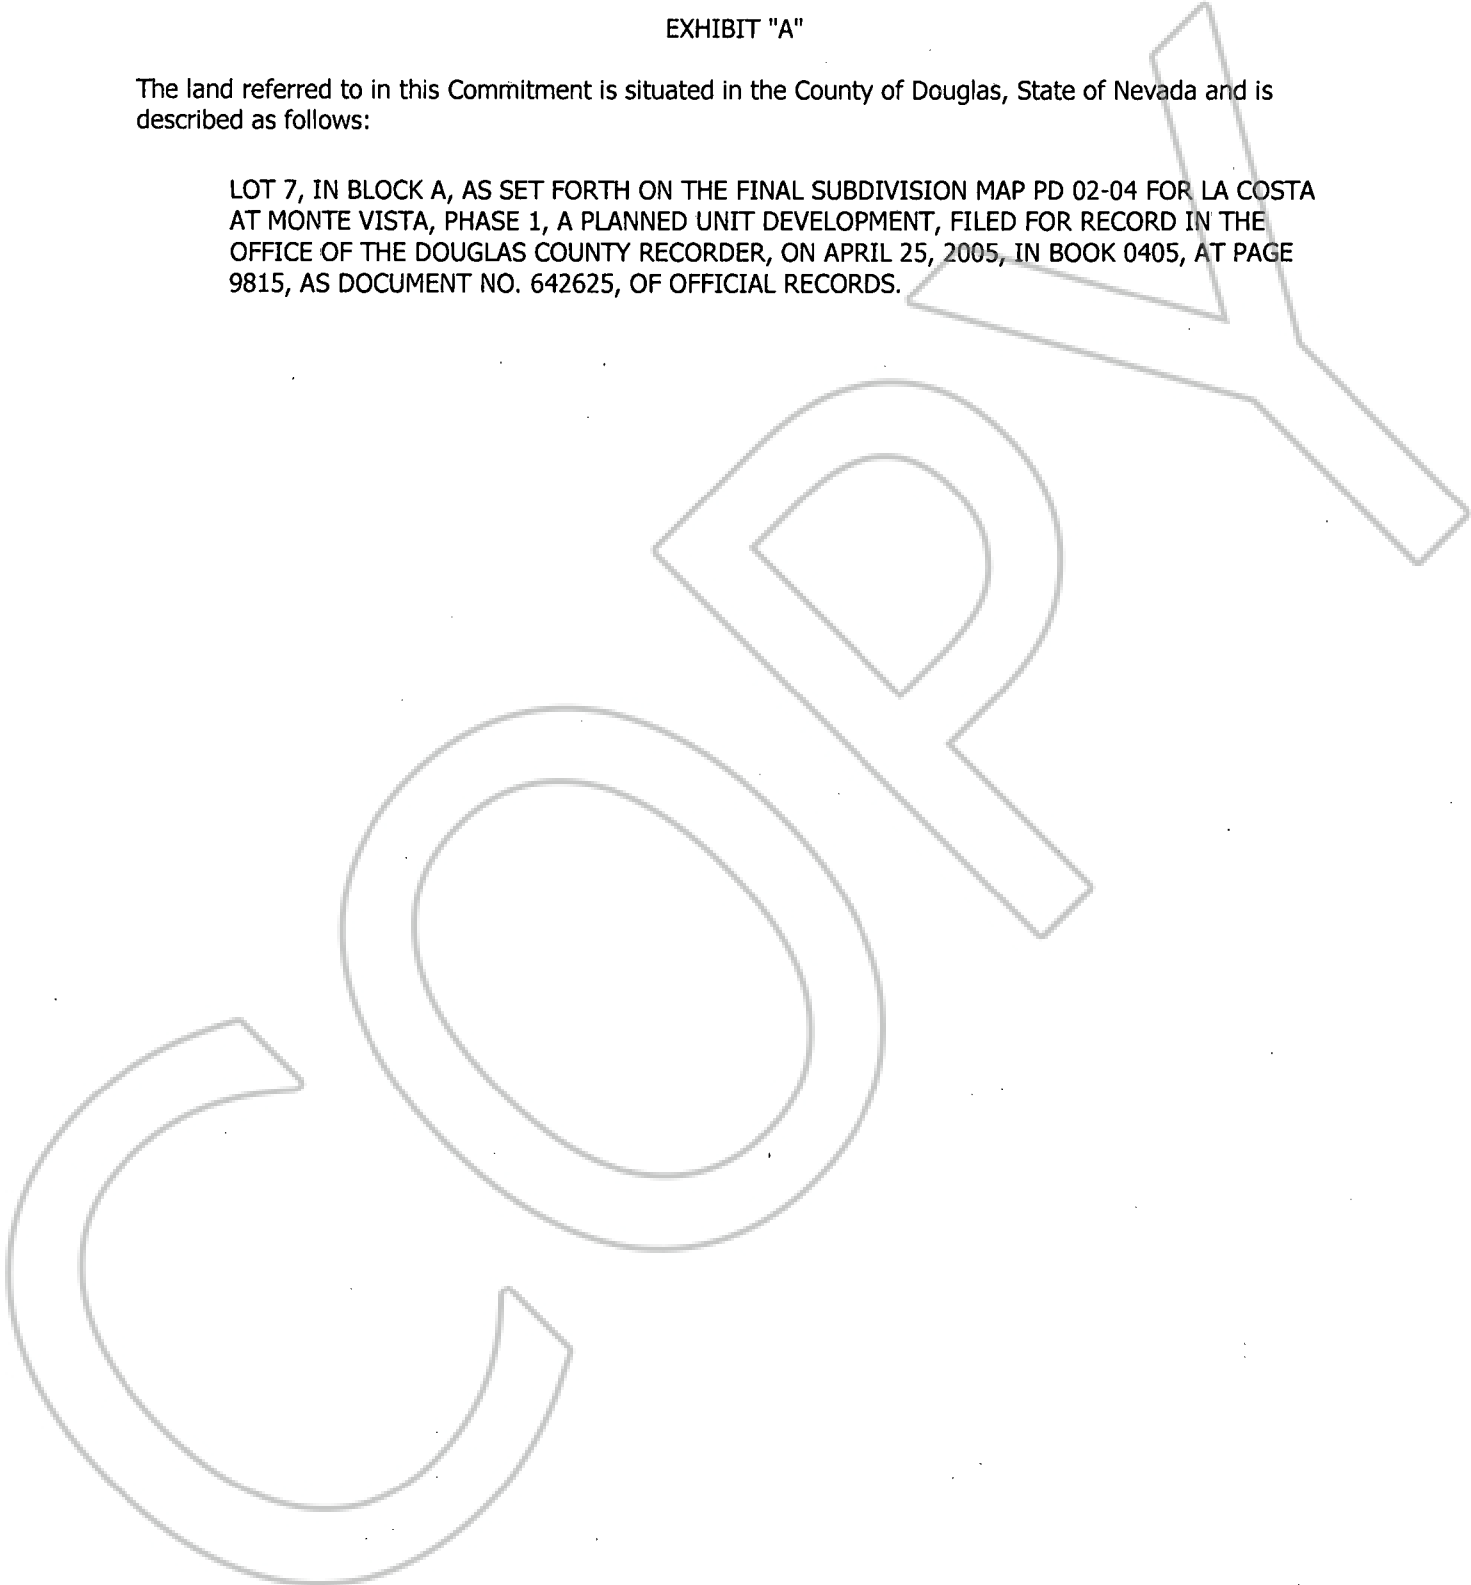 EXHIBIT "A"
The land referred to in this Commitment is situated in the County of Douglas, State of Nevada and is
described as follows:
LOT 7, IN BLOCK A, AS SET FORTH ON THE FINAL SUBDIVISION MAP PD 02-04 FOR LA COSTA
AT MONTE VISTA, PHASE 1, A PLANNED UNIT DEVELOPMENT, FILED FOR RECORD IN THE
OFFICE OF THE DOUGLAS COUNTY RECORDER, ON APRIL 25, 2005, IN BOOK 0405, AT PAGE
9815, AS DOCUMENT NO. 642625, OF OFFICIAL RECORDS.
COPY